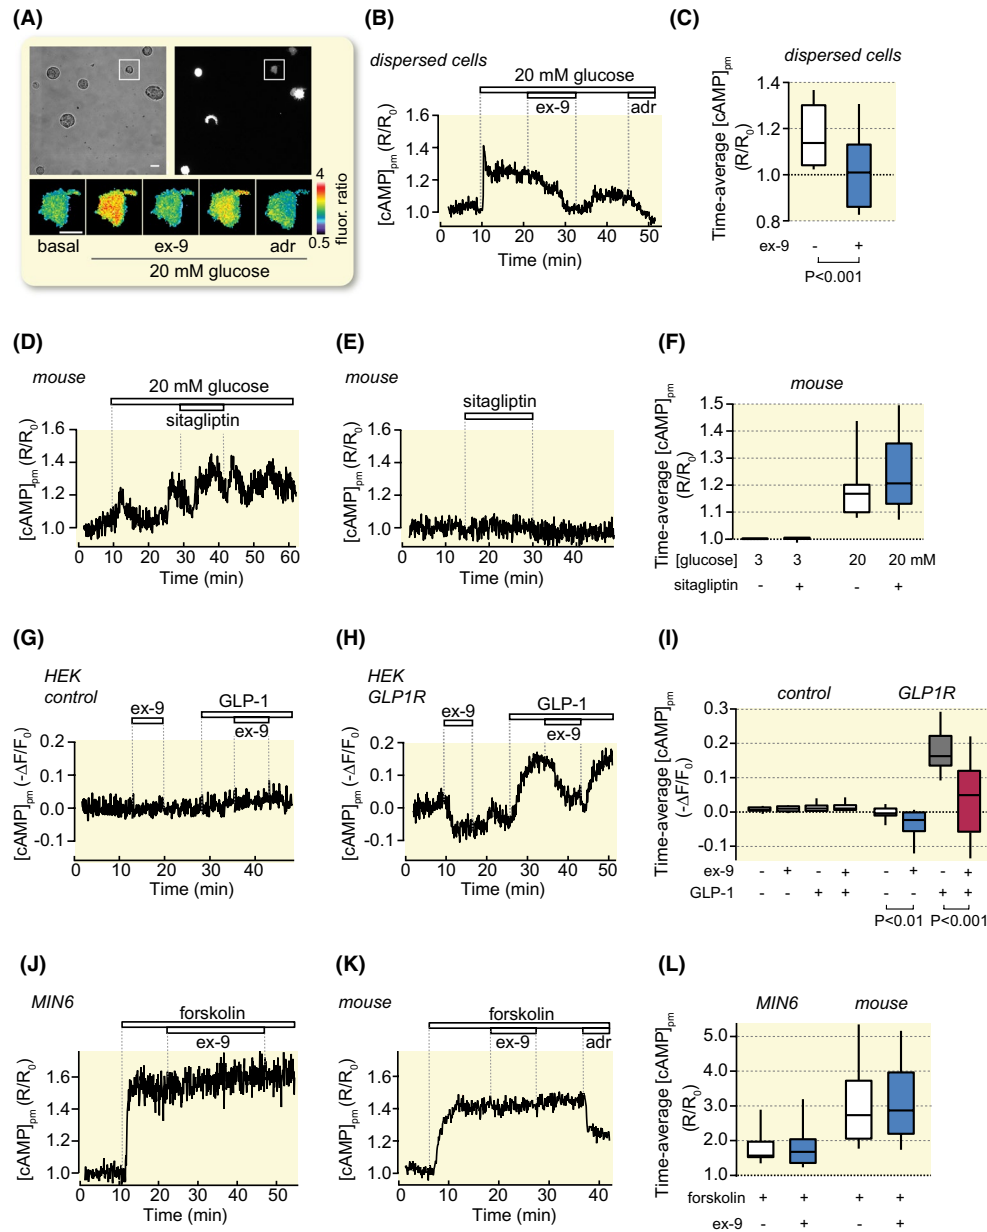 (A)
4
0.5
fluor. ratio
basal
ex-9
adr
20 mM glucose
(B)
dispersed cells
20 mM glucose
ex-9
adr
[cAMP]pm (R/R0)
1.6
1.4
1.2
1.0
0 10 20 30 40 50
Time (min)
(C)
dispersed cells
Time-average [cAMP]pm
(R/R0)
1.4
1.2
1.0
0.8
ex-9 - +
P<0.001
(D)
mouse
20 mM glucose
sitagliptin
[cAMP]pm (R/R0)
1.6
1.4
1.2
1.0
0 10 20 30 40 50 60
Time (min)
(E)
mouse
sitagliptin
[cAMP]pm (R/R0)
1.6
1.4
1.2
1.0
0 10 20 30 40
Time (min)
(F)
mouse
Time-average [cAMP]pm
(R/R0)
1.5
1.4
1.3
1.2
1.1
1.0
[glucose] 3 3 20 20 mM
sitagliptin - + - +
(G)
HEK
control
ex-9
GLP-1
ex-9
[cAMP]pm (-ΔF/F0)
0.2
0.1
0.0
-0.1
0 10 20 30 40
Time (min)
(H)
HEK
GLP1R
ex-9
GLP-1
ex-9
[cAMP]pm (-ΔF/F0)
0.2
0.1
0.0
-0.1
0 10 20 30 40 50
Time (min)
(I)
control GLP1R
Time-average [cAMP]pm
(-ΔF/F0)
0.3
0.2
0.1
0.0
-0.1
ex-9 - + - + - + - +
GLP-1 - - + + - - + +
P<0.01 P<0.001
(J)
MIN6
forskolin
ex-9
[cAMP]pm (R/R0)
1.6
1.4
1.2
1.0
0 10 20 30 40 50
Time (min)
(K)
mouse
forskolin
ex-9
adr
[cAMP]pm (R/R0)
1.6
1.4
1.2
1.0
0 10 20 30 40
Time (min)
(L)
MIN6 mouse
Time-average [cAMP]pm
(R/R0)
5.0
4.0
3.0
2.0
1.0
forskolin + + + +
ex-9 - + - +